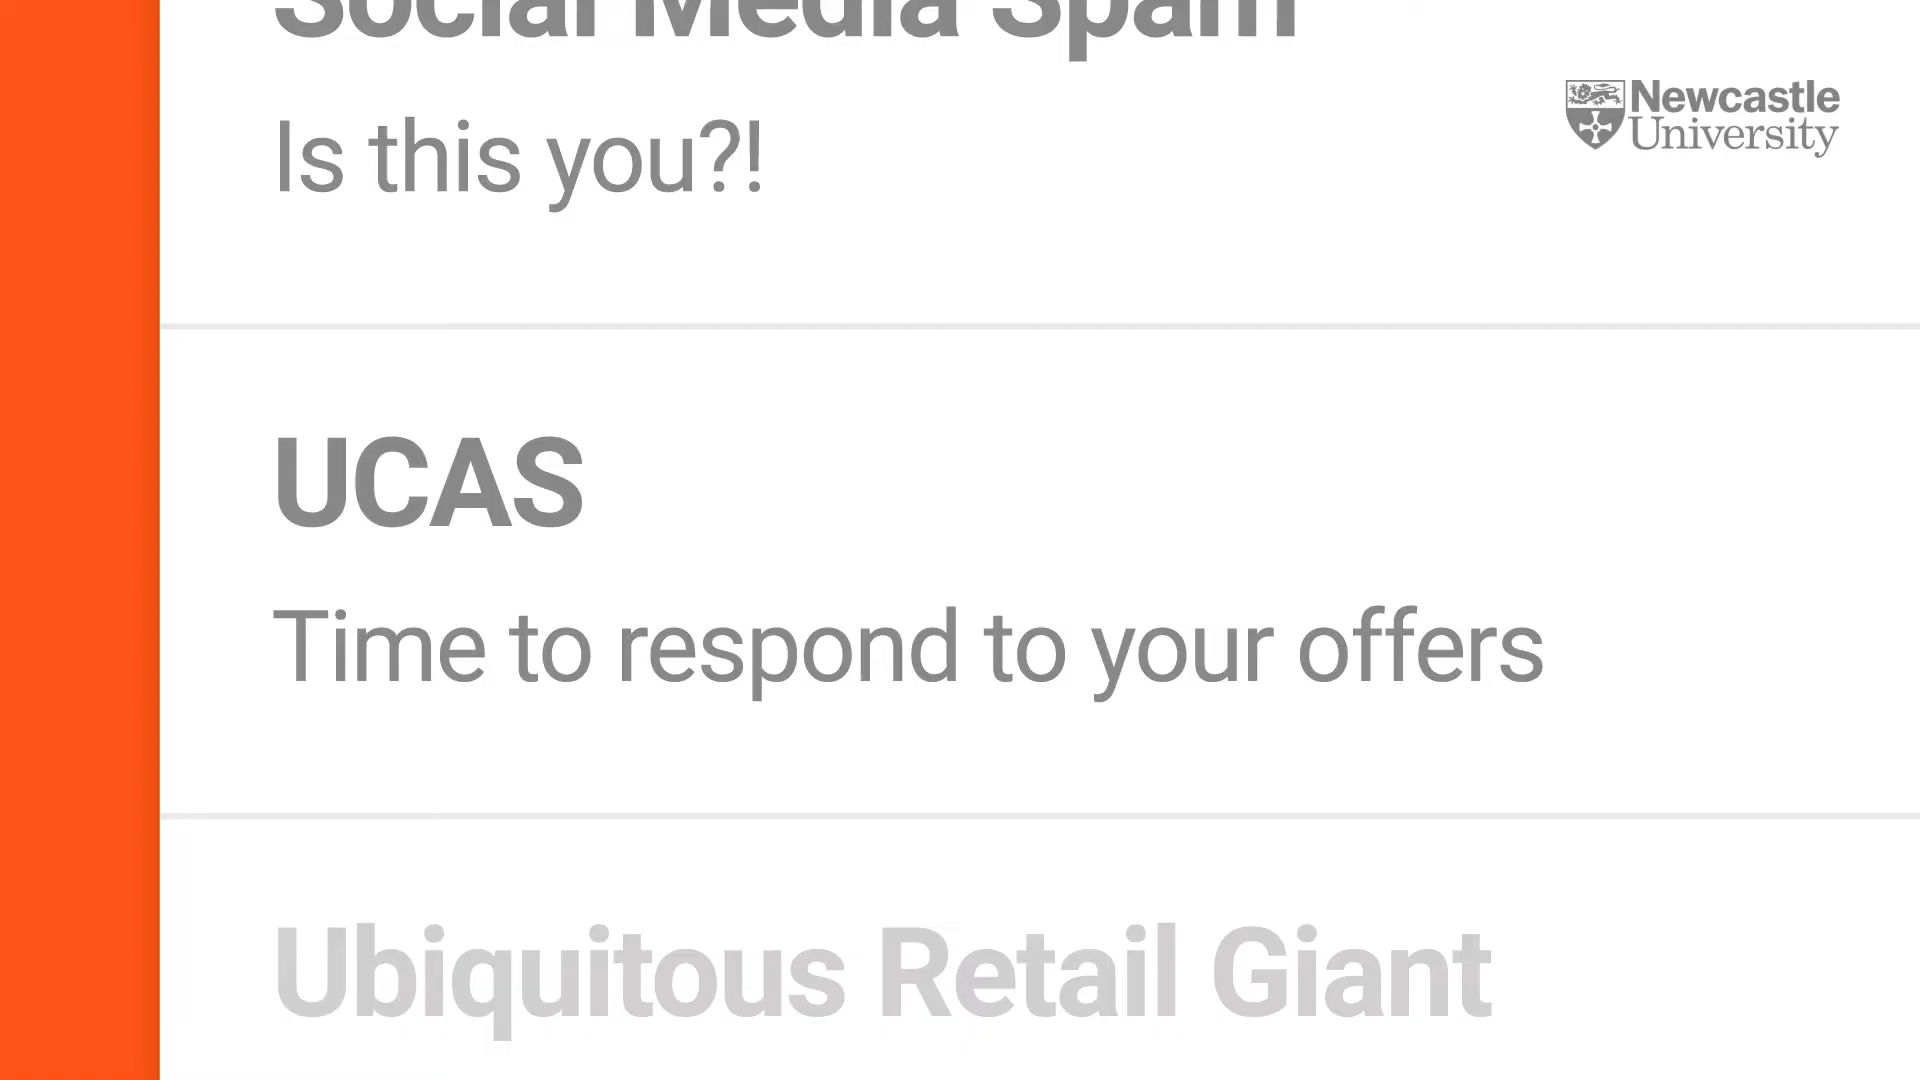 Social Media Spam
Is this you?!
Newcastle
University
UCAS
Time to respond to your offers
Ubiquitous Retail Giant